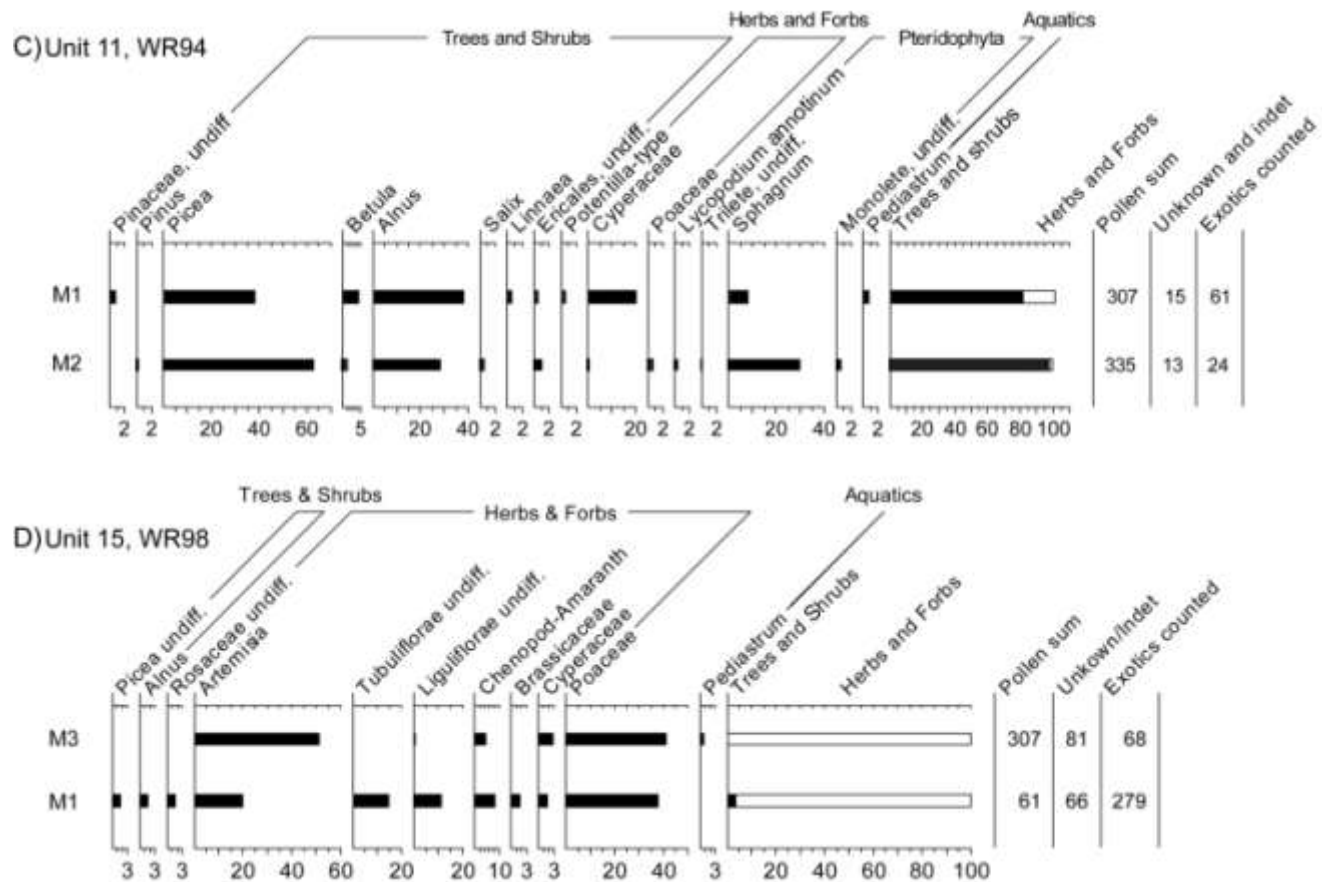 C) Unit 11, WR94
Trees and Shrubs
Herbs and Forbs
Pteridophyta
Aquatics
Pinaceae, undiff
Pinus
Picea
Betula
Alnus
Salix
Linnaea
Ericales, undiff.
Potentilla-type
Cyperaceae
Poaceae
Lycopodium annotinum
Trilete, undiff.
Sphagnum
Monolete, undiff.
Pediastrum
Trees and shrubs
Herbs and Forbs
Pollen sum
Unknown and indet
Exotics counted
M1 307 15 61
M2 335 13 24
2 2 20 40 60 5 20 40 2 2 2 2 20 2 2 2 20 40 2 2 20 40 60 80 100
D) Unit 15, WR98
Trees & Shrubs
Herbs & Forbs
Aquatics
Picea undiff.
Alnus
Rosaceae undiff.
Artemisia
Tubuliflorae undiff.
Liguliflorae undiff.
Chenopod-Amaranth
Brassicaceae
Cyperaceae
Poaceae
Pediastrum
Trees and Shrubs
Herbs and Forbs
Pollen sum
Unkown/Indet
Exotics counted
M3 307 81 68
M1 61 66 279
3 3 3 20 40 60 20 20 10 3 3 20 40 3 20 40 60 80 100